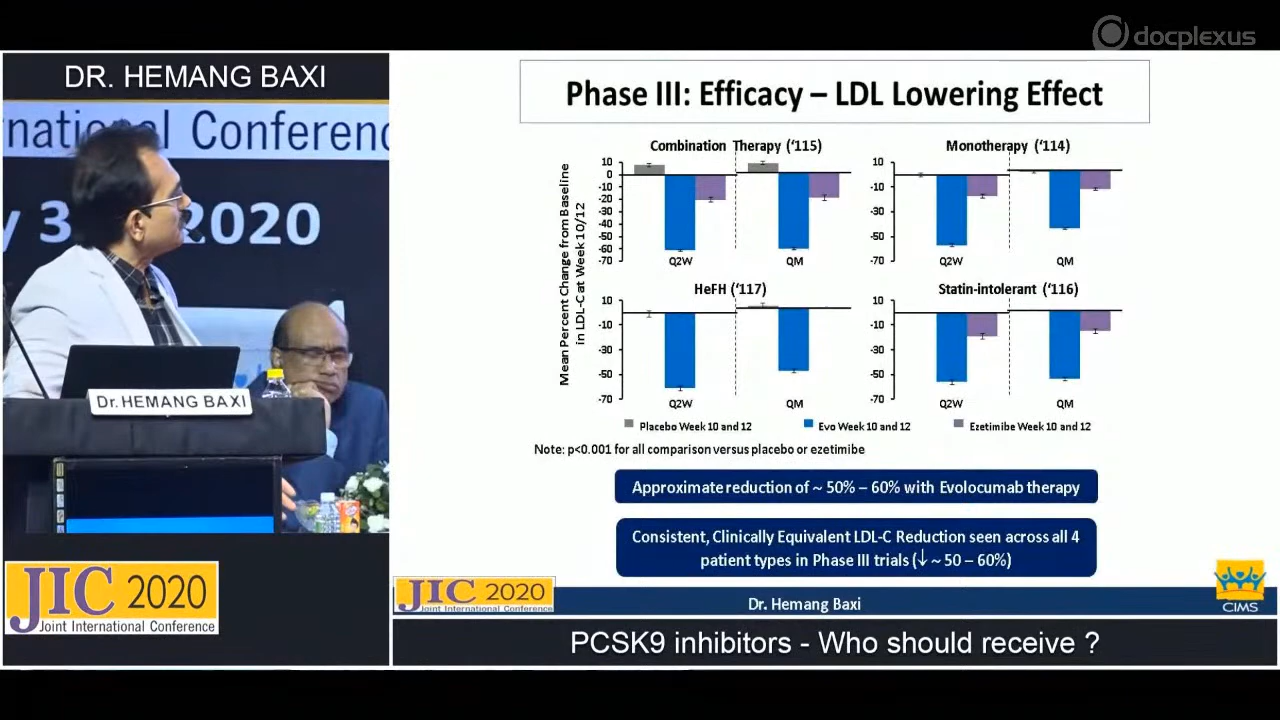 docplexus
DR. HEMANG BAXI
national Conferenc
y 3 2020
Dr. HEMANG BAXI
JIC 2020
Joint International Conference
Phase III: Efficacy – LDL Lowering Effect
Mean Percent Change from Baseline
in LDL-C at Week 10/12
Combination Therapy (‘115)
10
0
-10
-20
-30
-40
-50
-60
-70
Q2W
QM
Monotherapy (‘114)
10
-10
-30
-50
-70
Q2W
QM
HeFH (‘117)
10
-10
-30
-50
-70
Q2W
QM
Statin-intolerant (‘116)
10
-10
-30
-50
-70
Q2W
QM
Placebo Week 10 and 12
Evo Week 10 and 12
Ezetimibe Week 10 and 12
Note: p<0.001 for all comparison versus placebo or ezetimibe
Approximate reduction of ~ 50% – 60% with Evolocumab therapy
Consistent, Clinically Equivalent LDL-C Reduction seen across all 4
patient types in Phase III trials (↓ ~ 50 – 60%)
JIC 2020
Joint International Conference
Dr. Hemang Baxi
CIMS
PCSK9 inhibitors - Who should receive ?